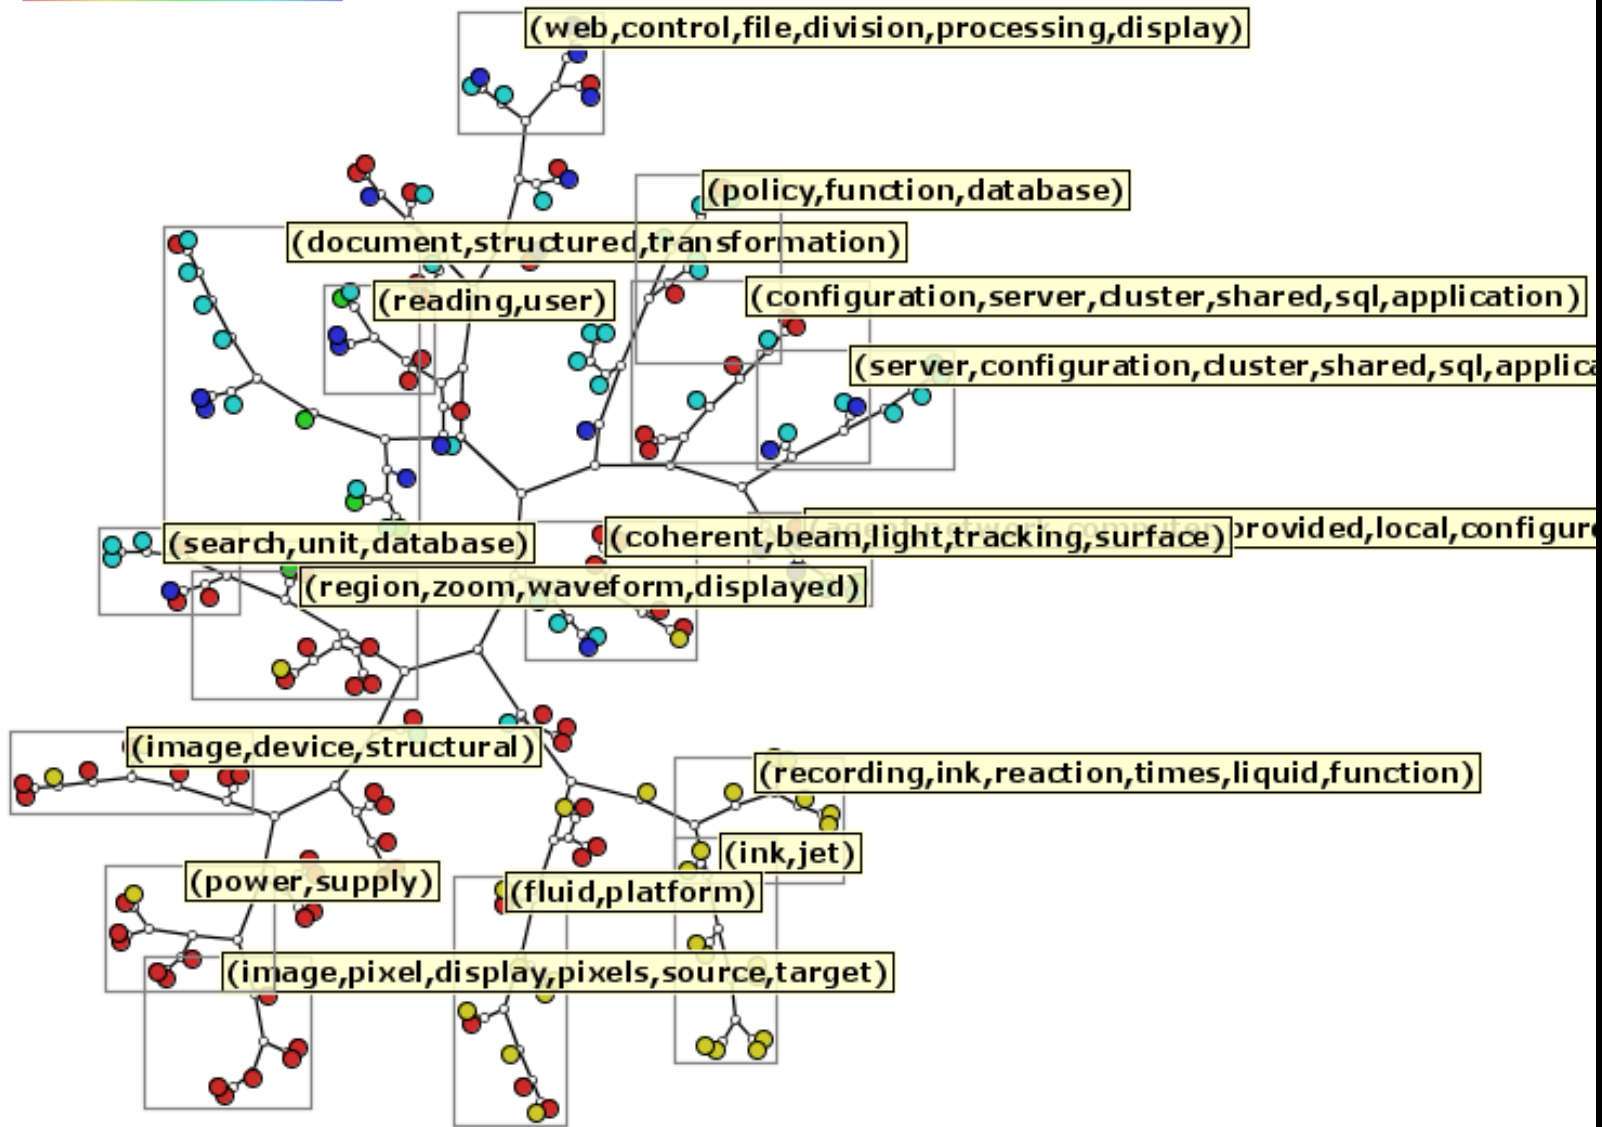 (web,control,file,division,processing,display)
(policy,function,database)
(document,structured,transformation)
(reading,user)
(configuration,server,cluster,shared,sql,application)
(server,configuration,cluster,shared,sql,applica
(agent,network,computer,provided,local,configure
(coherent,beam,light,tracking,surface)
(search,unit,database)
(region,zoom,waveform,displayed)
(image,device,structural)
(recording,ink,reaction,times,liquid,function)
(ink,jet)
(power,supply)
(fluid,platform)
(image,pixel,display,pixels,source,target)